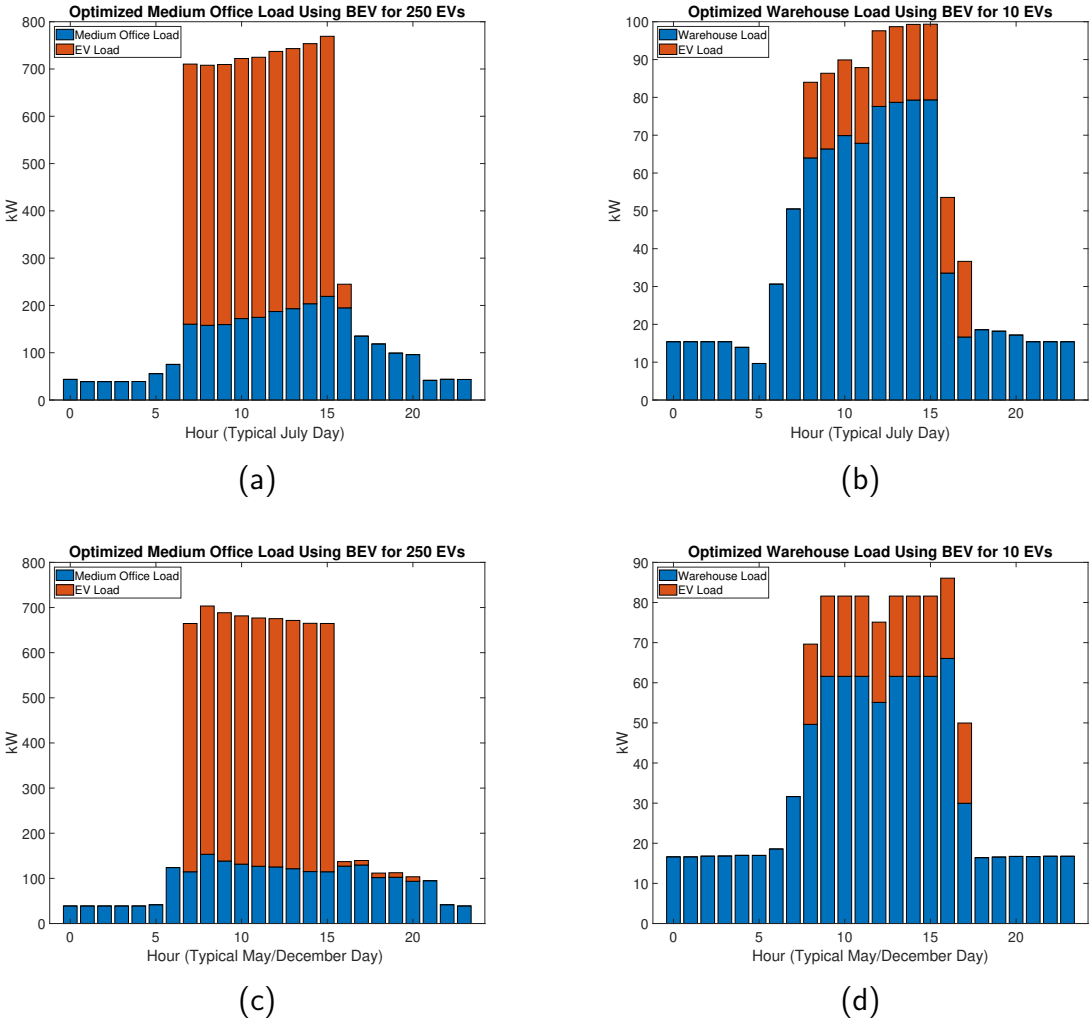 Optimized Medium Office Load Using BEV for 250 EVs
800
700
600
500
400
300
200
100
0
kW
Medium Office Load
EV Load
0 5 10 15 20
Hour (Typical July Day)
(a)
Optimized Warehouse Load Using BEV for 10 EVs
100
90
80
70
60
50
40
30
20
10
0
kW
Warehouse Load
EV Load
0 5 10 15 20
Hour (Typical July Day)
(b)
Optimized Medium Office Load Using BEV for 250 EVs
800
700
600
500
400
300
200
100
0
kW
Medium Office Load
EV Load
0 5 10 15 20
Hour (Typical May/December Day)
(c)
Optimized Warehouse Load Using BEV for 10 EVs
90
80
70
60
50
40
30
20
10
0
kW
Warehouse Load
EV Load
0 5 10 15 20
Hour (Typical May/December Day)
(d)